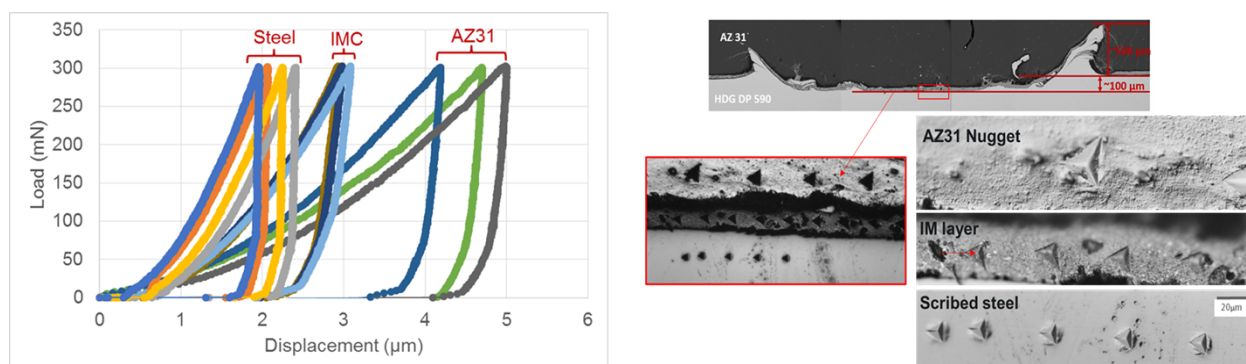 350
300
250
200
150
100
50
0
Load (mN)
Steel
IMC
AZ31
0 1 2 3 4 5 6
Displacement (µm)
AZ 31
HDG DP 590
~100 µm
AZ31 Nugget
IM layer
Scribed steel
20µm